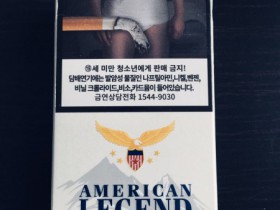 ⑲세 미만 청소년에게 판매 금지!
담배연기에는 발암성 물질인 나프틸아민,니켈,벤젠,
비닐 크롤라이드,비소,카드뮴이 들어있습니다.
금연상담전화 1544-9030
AMERICAN
LEGEND